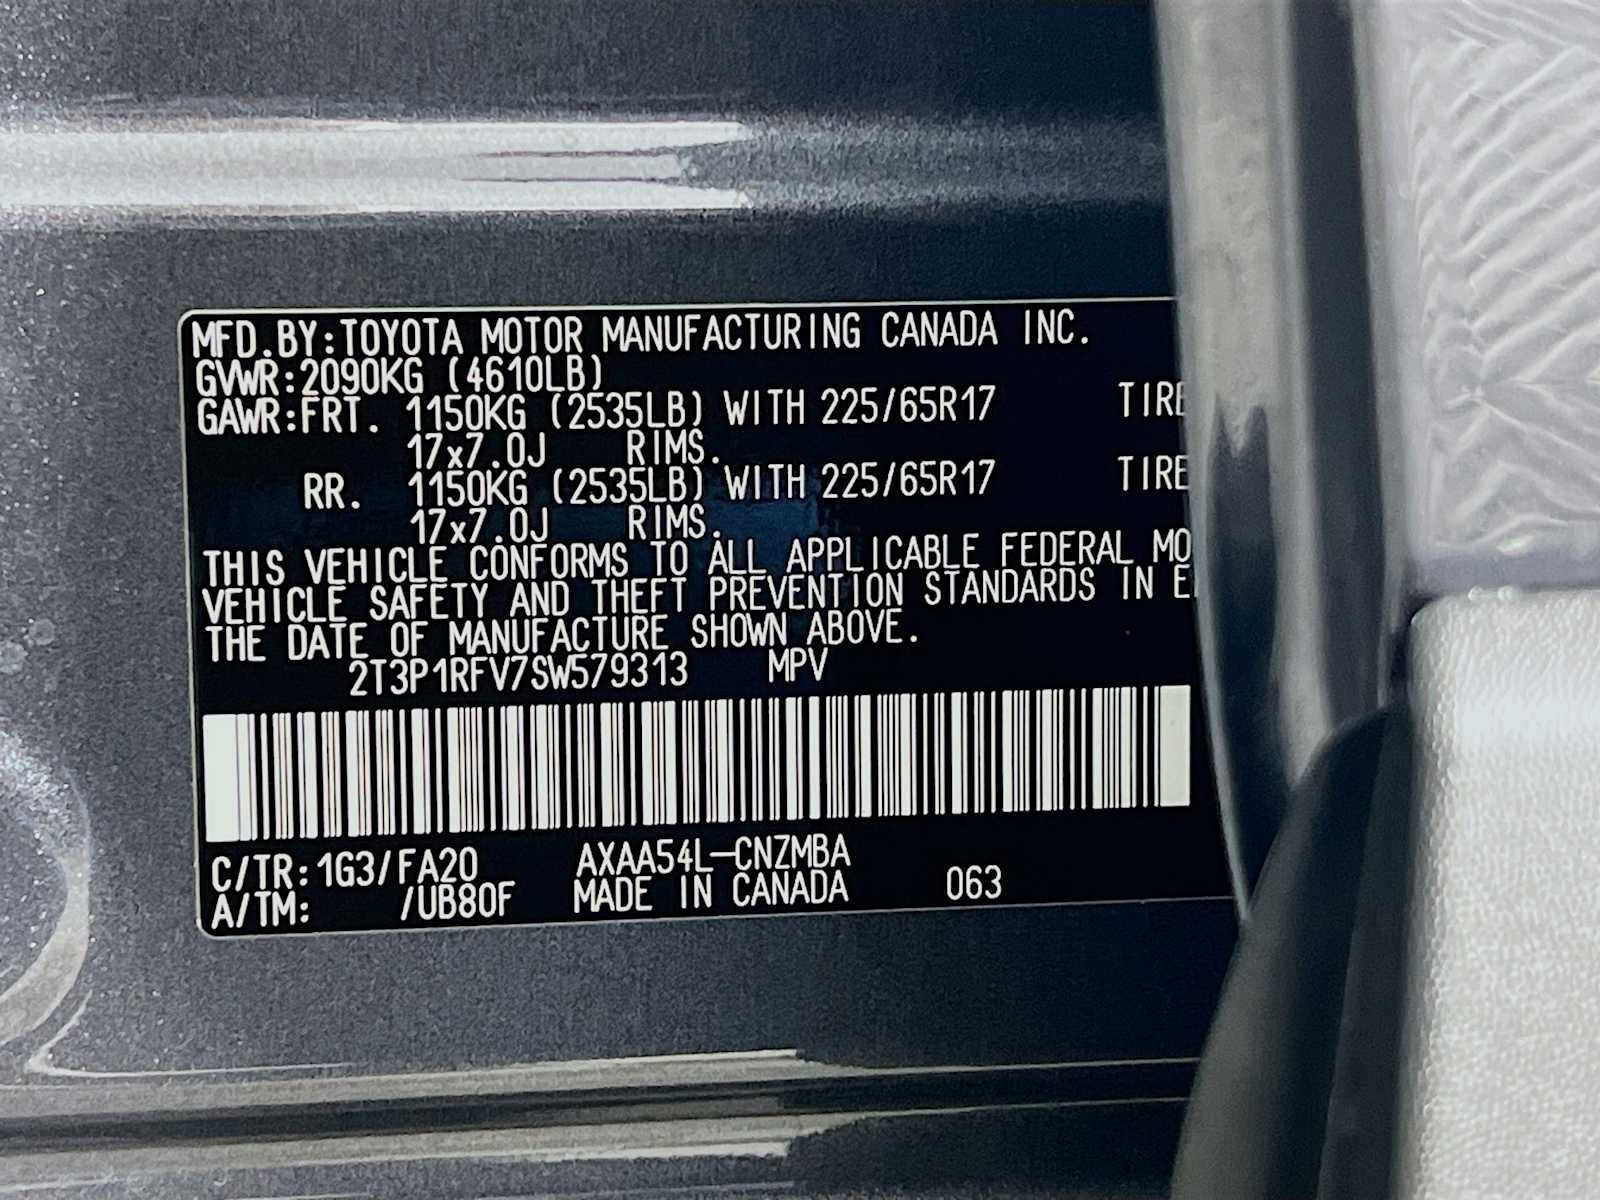 MFD.BY:TOYOTA MOTOR MANUFACTURING CANADA INC.
GVWR:2090KG (4610LB)
GAWR:FRT. 1150KG (2535LB) WITH 225/65R17 TIRE
17x7.0J RIMS.
RR. 1150KG (2535LB) WITH 225/65R17 TIRE
17x7.0J RIMS.
THIS VEHICLE CONFORMS TO ALL APPLICABLE FEDERAL MO
VEHICLE SAFETY AND THEFT PREVENTION STANDARDS IN E
THE DATE OF MANUFACTURE SHOWN ABOVE.
2T3P1RFV7SW579313 MPV
C/TR:1G3/FA20 AXAA54L-CNZMBA
A/TM: /UB80F MADE IN CANADA 063